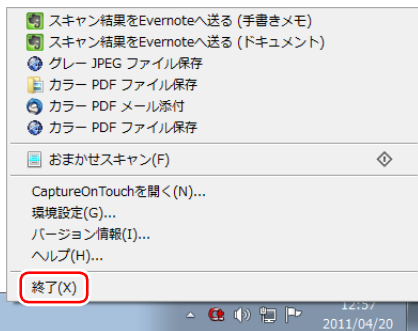 スキャン結果をEvernoteへ送る (手書きメモ)
スキャン結果をEvernoteへ送る (ドキュメント)
グレー JPEG ファイル保存
カラー PDF ファイル保存
カラー PDF メール添付
カラー PDF ファイル保存
おまかせスキャン(F)
CaptureOnTouchを開く(N)...
環境設定(G)...
バージョン情報(I)...
ヘルプ(H)...
終了(X)
12:57
2011/04/20